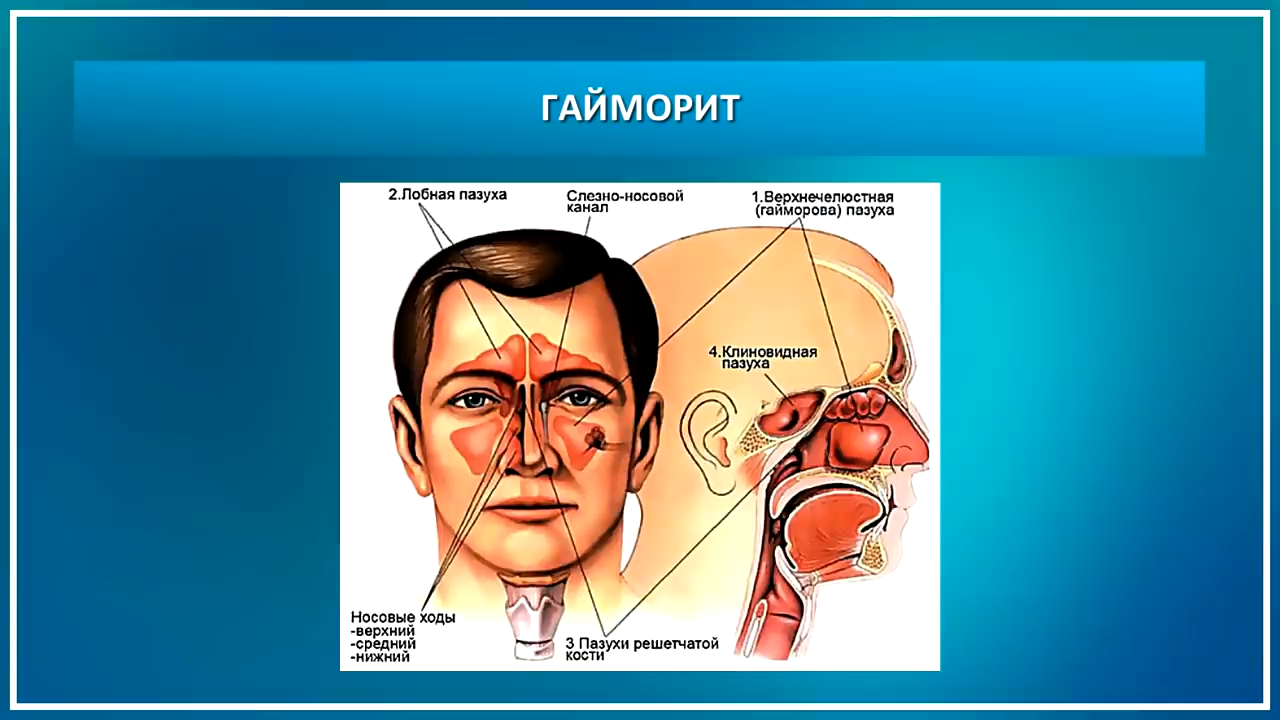 ГАЙМОРИТ
2.Лобная пазуха
Слезно-носовой
канал
1.Верхнечелюстная
(гайморова) пазуха
4.Клиновидная
пазуха
Носовые ходы
-верхний
-средний
-нижний
3 Пазухи решетчатой
кости